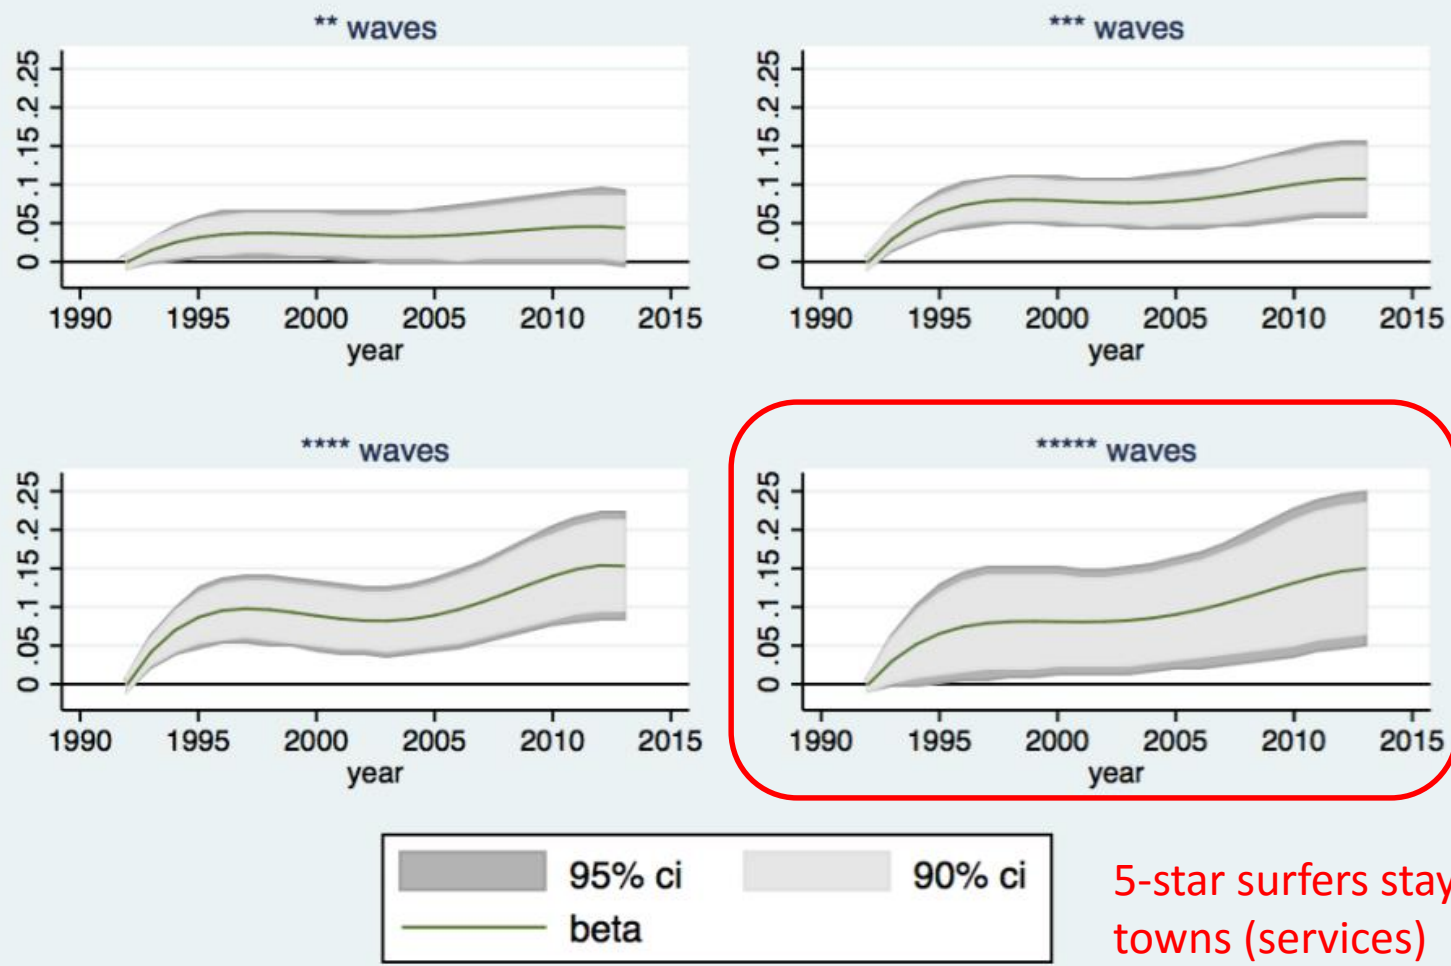 ** waves
*** waves
0 .05 .1 .15 .2 .25
0 .05 .1 .15 .2 .25
1990 1995 2000 2005 2010 2015
1990 1995 2000 2005 2010 2015
year
year
**** waves
***** waves
0 .05 .1 .15 .2 .25
0 .05 .1 .15 .2 .25
1990 1995 2000 2005 2010 2015
1990 1995 2000 2005 2010 2015
year
year
95% ci
90% ci
beta
5-star surfers stay
towns (services)